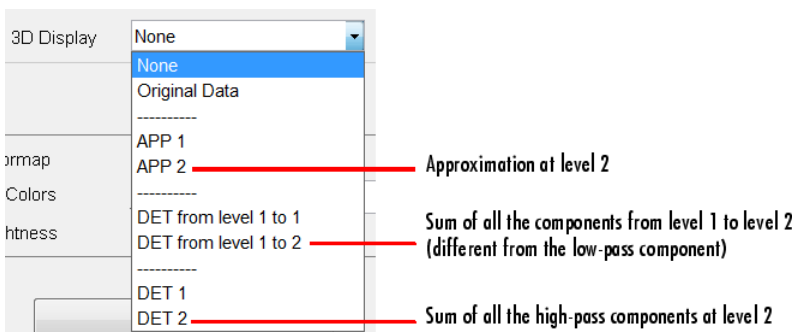 3D Display None
None
Original Data
----------
APP 1
ormap
APP 2 Approximation at level 2
----------
Colors
DET from level 1 to 1
Sum of all the components from level 1 to level 2
htness
DET from level 1 to 2
(different from the low-pass component)
----------
DET 1
DET 2 Sum of all the high-pass components at level 2